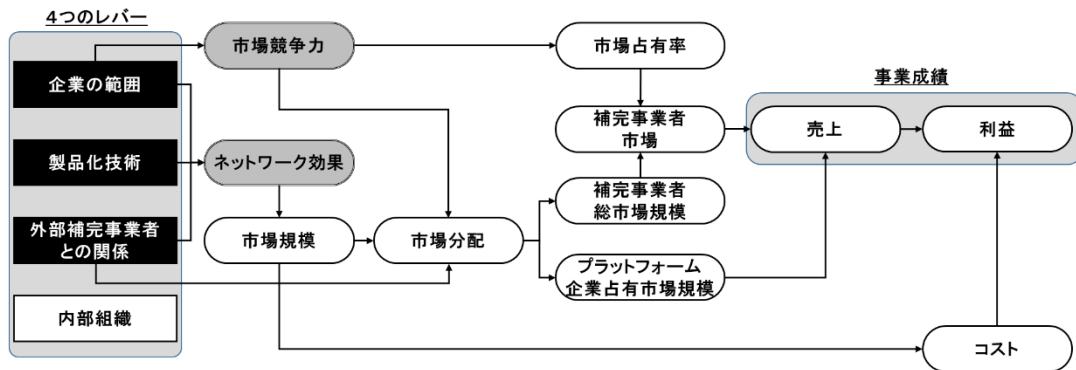 4つのレバー
企業の範囲
製品化技術
外部補完事業者
との関係
内部組織
市場競争力
ネットワーク効果
市場規模
市場分配
市場占有率
補完事業者
市場
補完事業者
総市場規模
プラットフォーム
企業占有市場規模
事業成績
売上
利益
コスト